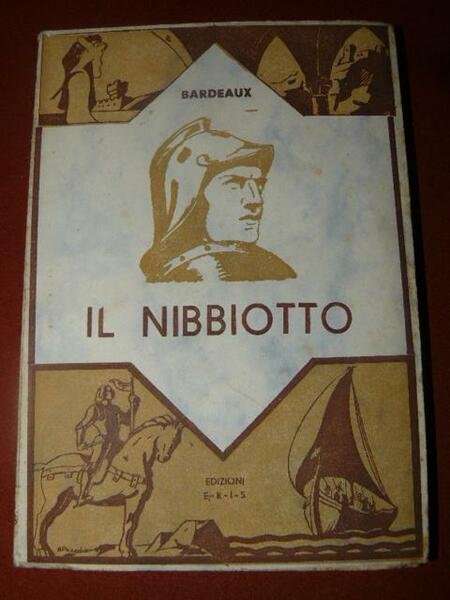 BARDEAUX
IL NIBBIOTTO
EDIZIONI
E-K-I-S